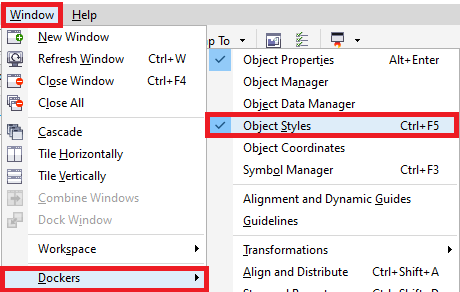 Window Help
New Window
Refresh Window Ctrl+W
Close Window Ctrl+F4
Close All
Cascade
Tile Horizontally
Tile Vertically
Combine Windows
Dock Window
Workspace
Dockers
To
Object Properties Alt+Enter
Object Manager
Object Data Manager
Object Styles Ctrl+F5
Object Coordinates
Symbol Manager Ctrl+F3
Alignment and Dynamic Guides
Guidelines
Transformations
Align and Distribute Ctrl+Shift+A